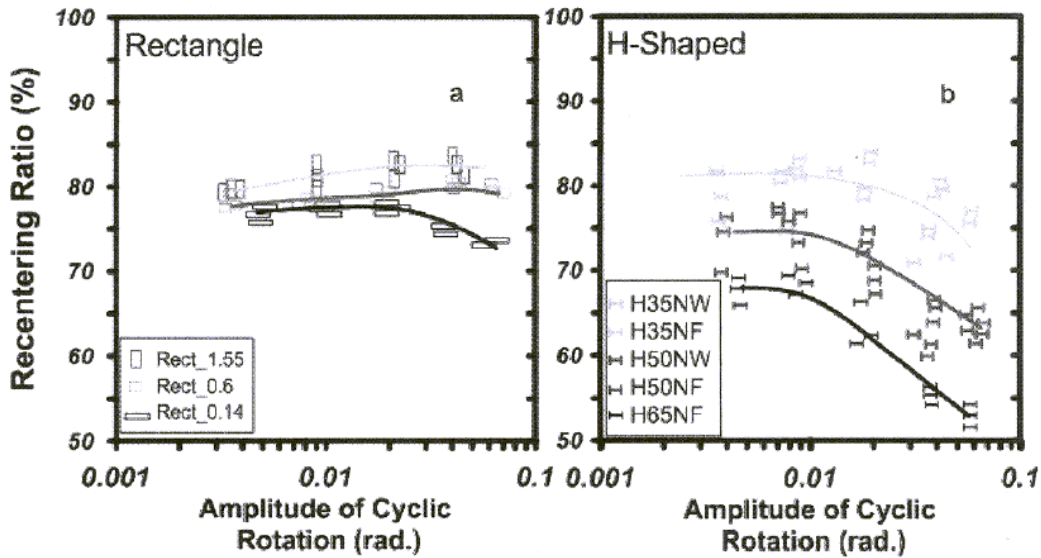 Rectangle
a
Recentering Ratio (%)
100
90
80
70
60
50
Rect_1.55
Rect_0.6
Rect_0.14
0.001
0.01
0.1
Amplitude of Cyclic
Rotation (rad.)
H-Shaped
b
100
90
80
70
60
50
H35NW
H35NF
H50NW
H50NF
H65NF
0.001
0.01
0.1
Amplitude of Cyclic
Rotation (rad.)